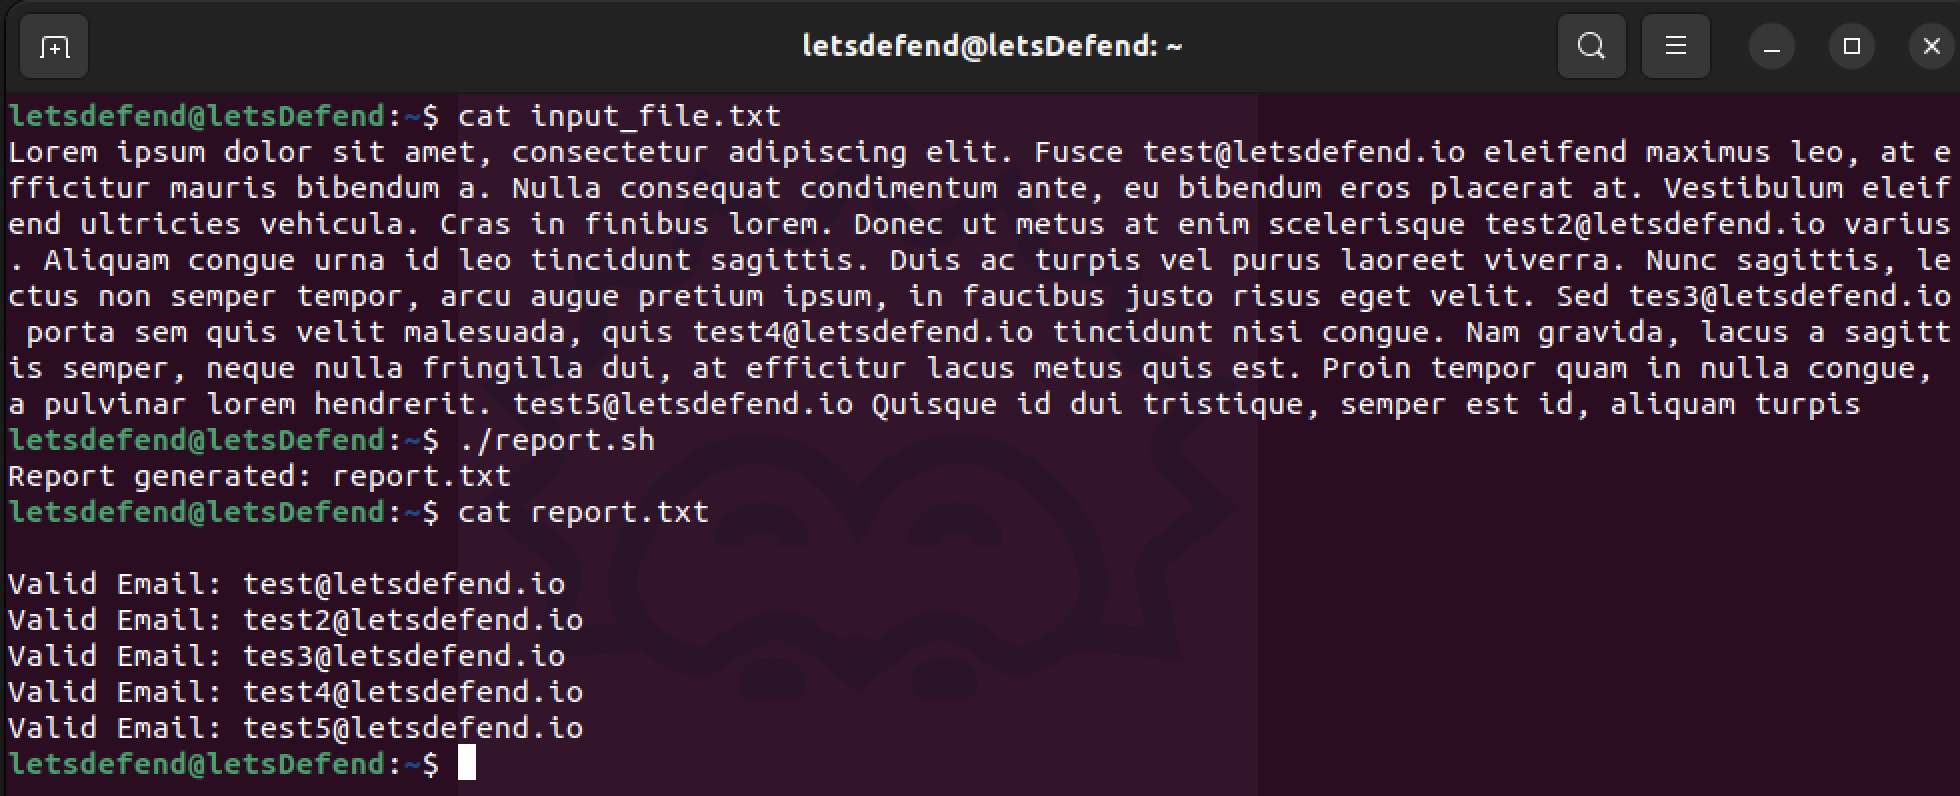 letsdefend@letsDefend: ~
letsdefend@letsDefend:~$ cat input_file.txt
Lorem ipsum dolor sit amet, consectetur adipiscing elit. Fusce test@letsdefend.io eleifend maximus leo, at e
fficitur mauris bibendum a. Nulla consequat condimentum ante, eu bibendum eros placerat at. Vestibulum eleif
end ultricies vehicula. Cras in finibus lorem. Donec ut metus at enim scelerisque test2@letsdefend.io varius
. Aliquam congue urna id leo tincidunt sagittis. Duis ac turpis vel purus laoreet viverra. Nunc sagittis, le
ctus non semper tempor, arcu augue pretium ipsum, in faucibus justo risus eget velit. Sed tes3@letsdefend.io
 porta sem quis velit malesuada, quis test4@letsdefend.io tincidunt nisi congue. Nam gravida, lacus a sagitt
is semper, neque nulla fringilla dui, at efficitur lacus metus quis est. Proin tempor quam in nulla congue,
a pulvinar lorem hendrerit. test5@letsdefend.io Quisque id dui tristique, semper est id, aliquam turpis
letsdefend@letsDefend:~$ ./report.sh
Report generated: report.txt
letsdefend@letsDefend:~$ cat report.txt

Valid Email: test@letsdefend.io
Valid Email: test2@letsdefend.io
Valid Email: tes3@letsdefend.io
Valid Email: test4@letsdefend.io
Valid Email: test5@letsdefend.io
letsdefend@letsDefend:~$